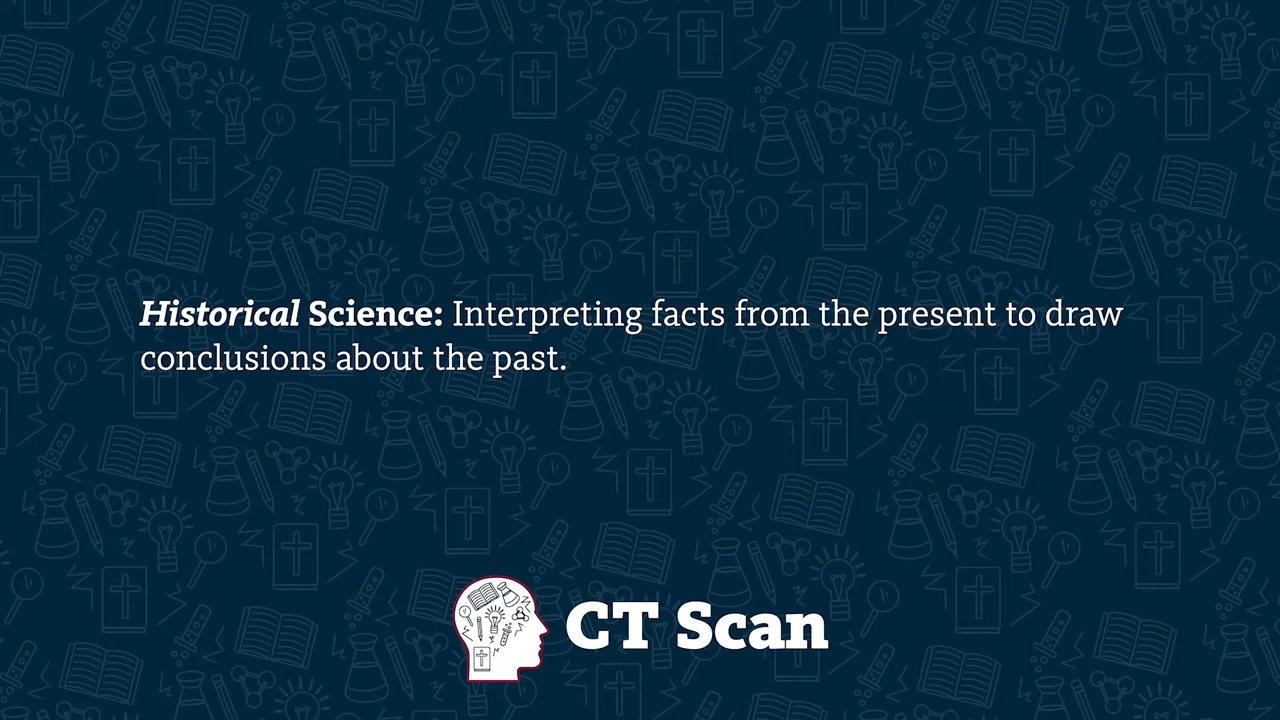 Historical Science: Interpreting facts from the present to draw
conclusions about the past.
CT Scan